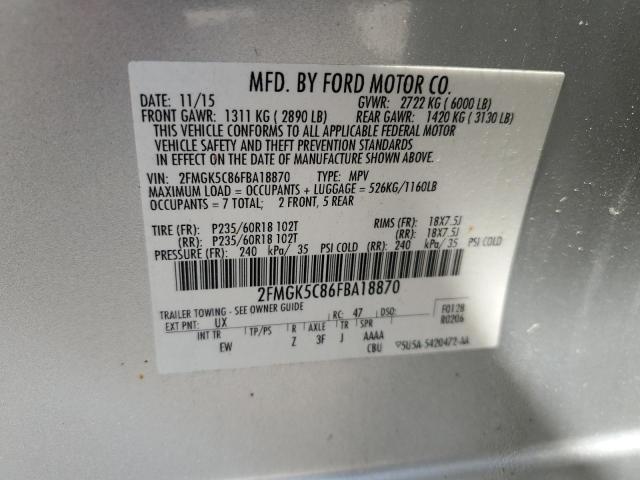 MFD. BY FORD MOTOR CO.
DATE: 11/15 GVWR: 2722 KG ( 6000 LB)
FRONT GAWR: 1311 KG ( 2890 LB) REAR GAWR: 1420 KG ( 3130 LB)
THIS VEHICLE CONFORMS TO ALL APPLICABLE FEDERAL MOTOR
VEHICLE SAFETY AND THEFT PREVENTION STANDARDS
IN EFFECT ON THE DATE OF MANUFACTURE SHOWN ABOVE.
VIN: 2FMGK5C86FBA18870 TYPE: MPV
MAXIMUM LOAD = OCCUPANTS + LUGGAGE = 526KG/1160LB
OCCUPANTS = 7 TOTAL; 2 FRONT, 5 REAR
TIRE (FR): P235/60R18 102T RIMS (FR): 18X7.5J
(RR): P235/60R18 102T (RR): 18X7.5J
PRESSURE (FR): 240 kPa/ 35 PSI COLD (RR): 240 kPa/ 35 PSI COLD
2FMGK5C86FBA18870
TRAILER TOWING - SEE OWNER GUIDE
EXT PNT: UX RC: 47 DSO: F0128
R0206
INT TR TP/PS R AXLE TR SPR
EW Z 3F J AAAA
CBU 5U5A-5420472-AA